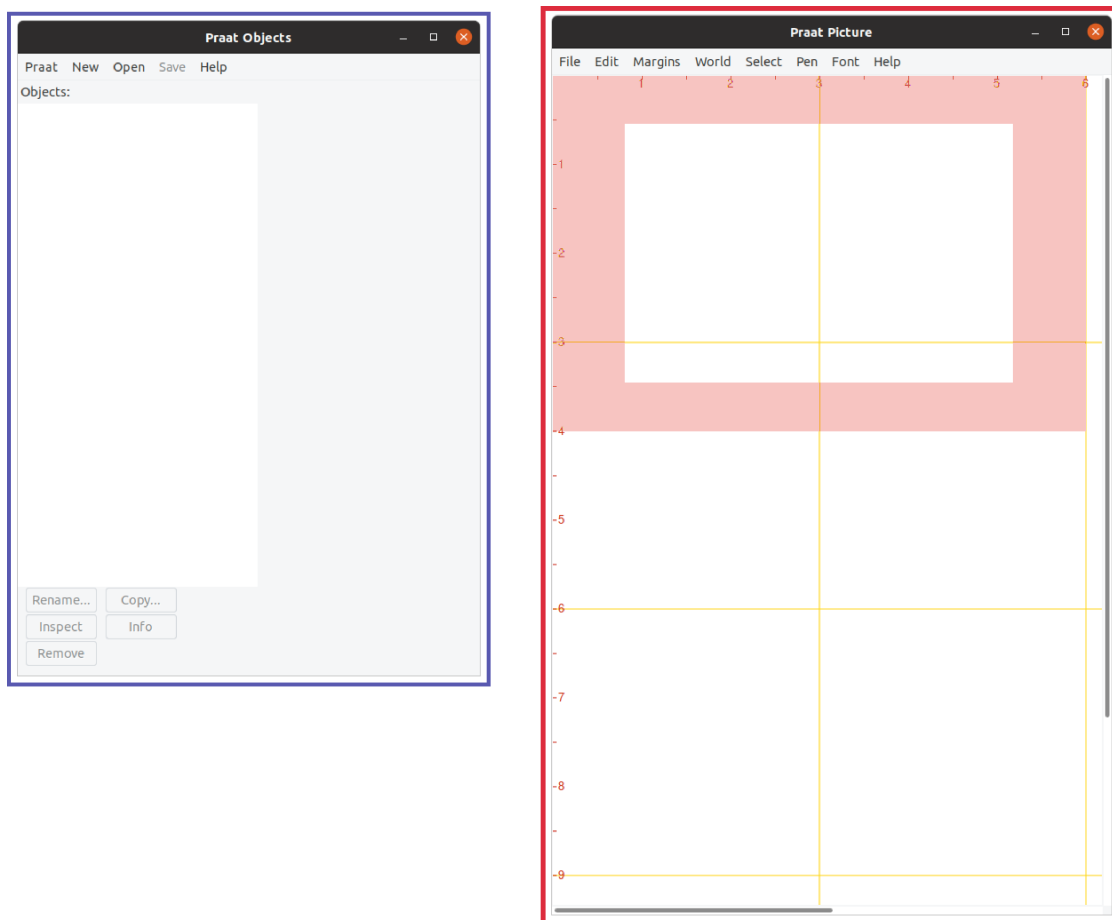 Praat Objects
Praat New Open Save Help
Objects:
Rename... Copy...
Inspect Info
Remove
Praat Picture
File Edit Margins World Select Pen Font Help
1 2 3 4 5 6
1
2
3
4
5
6
7
8
9